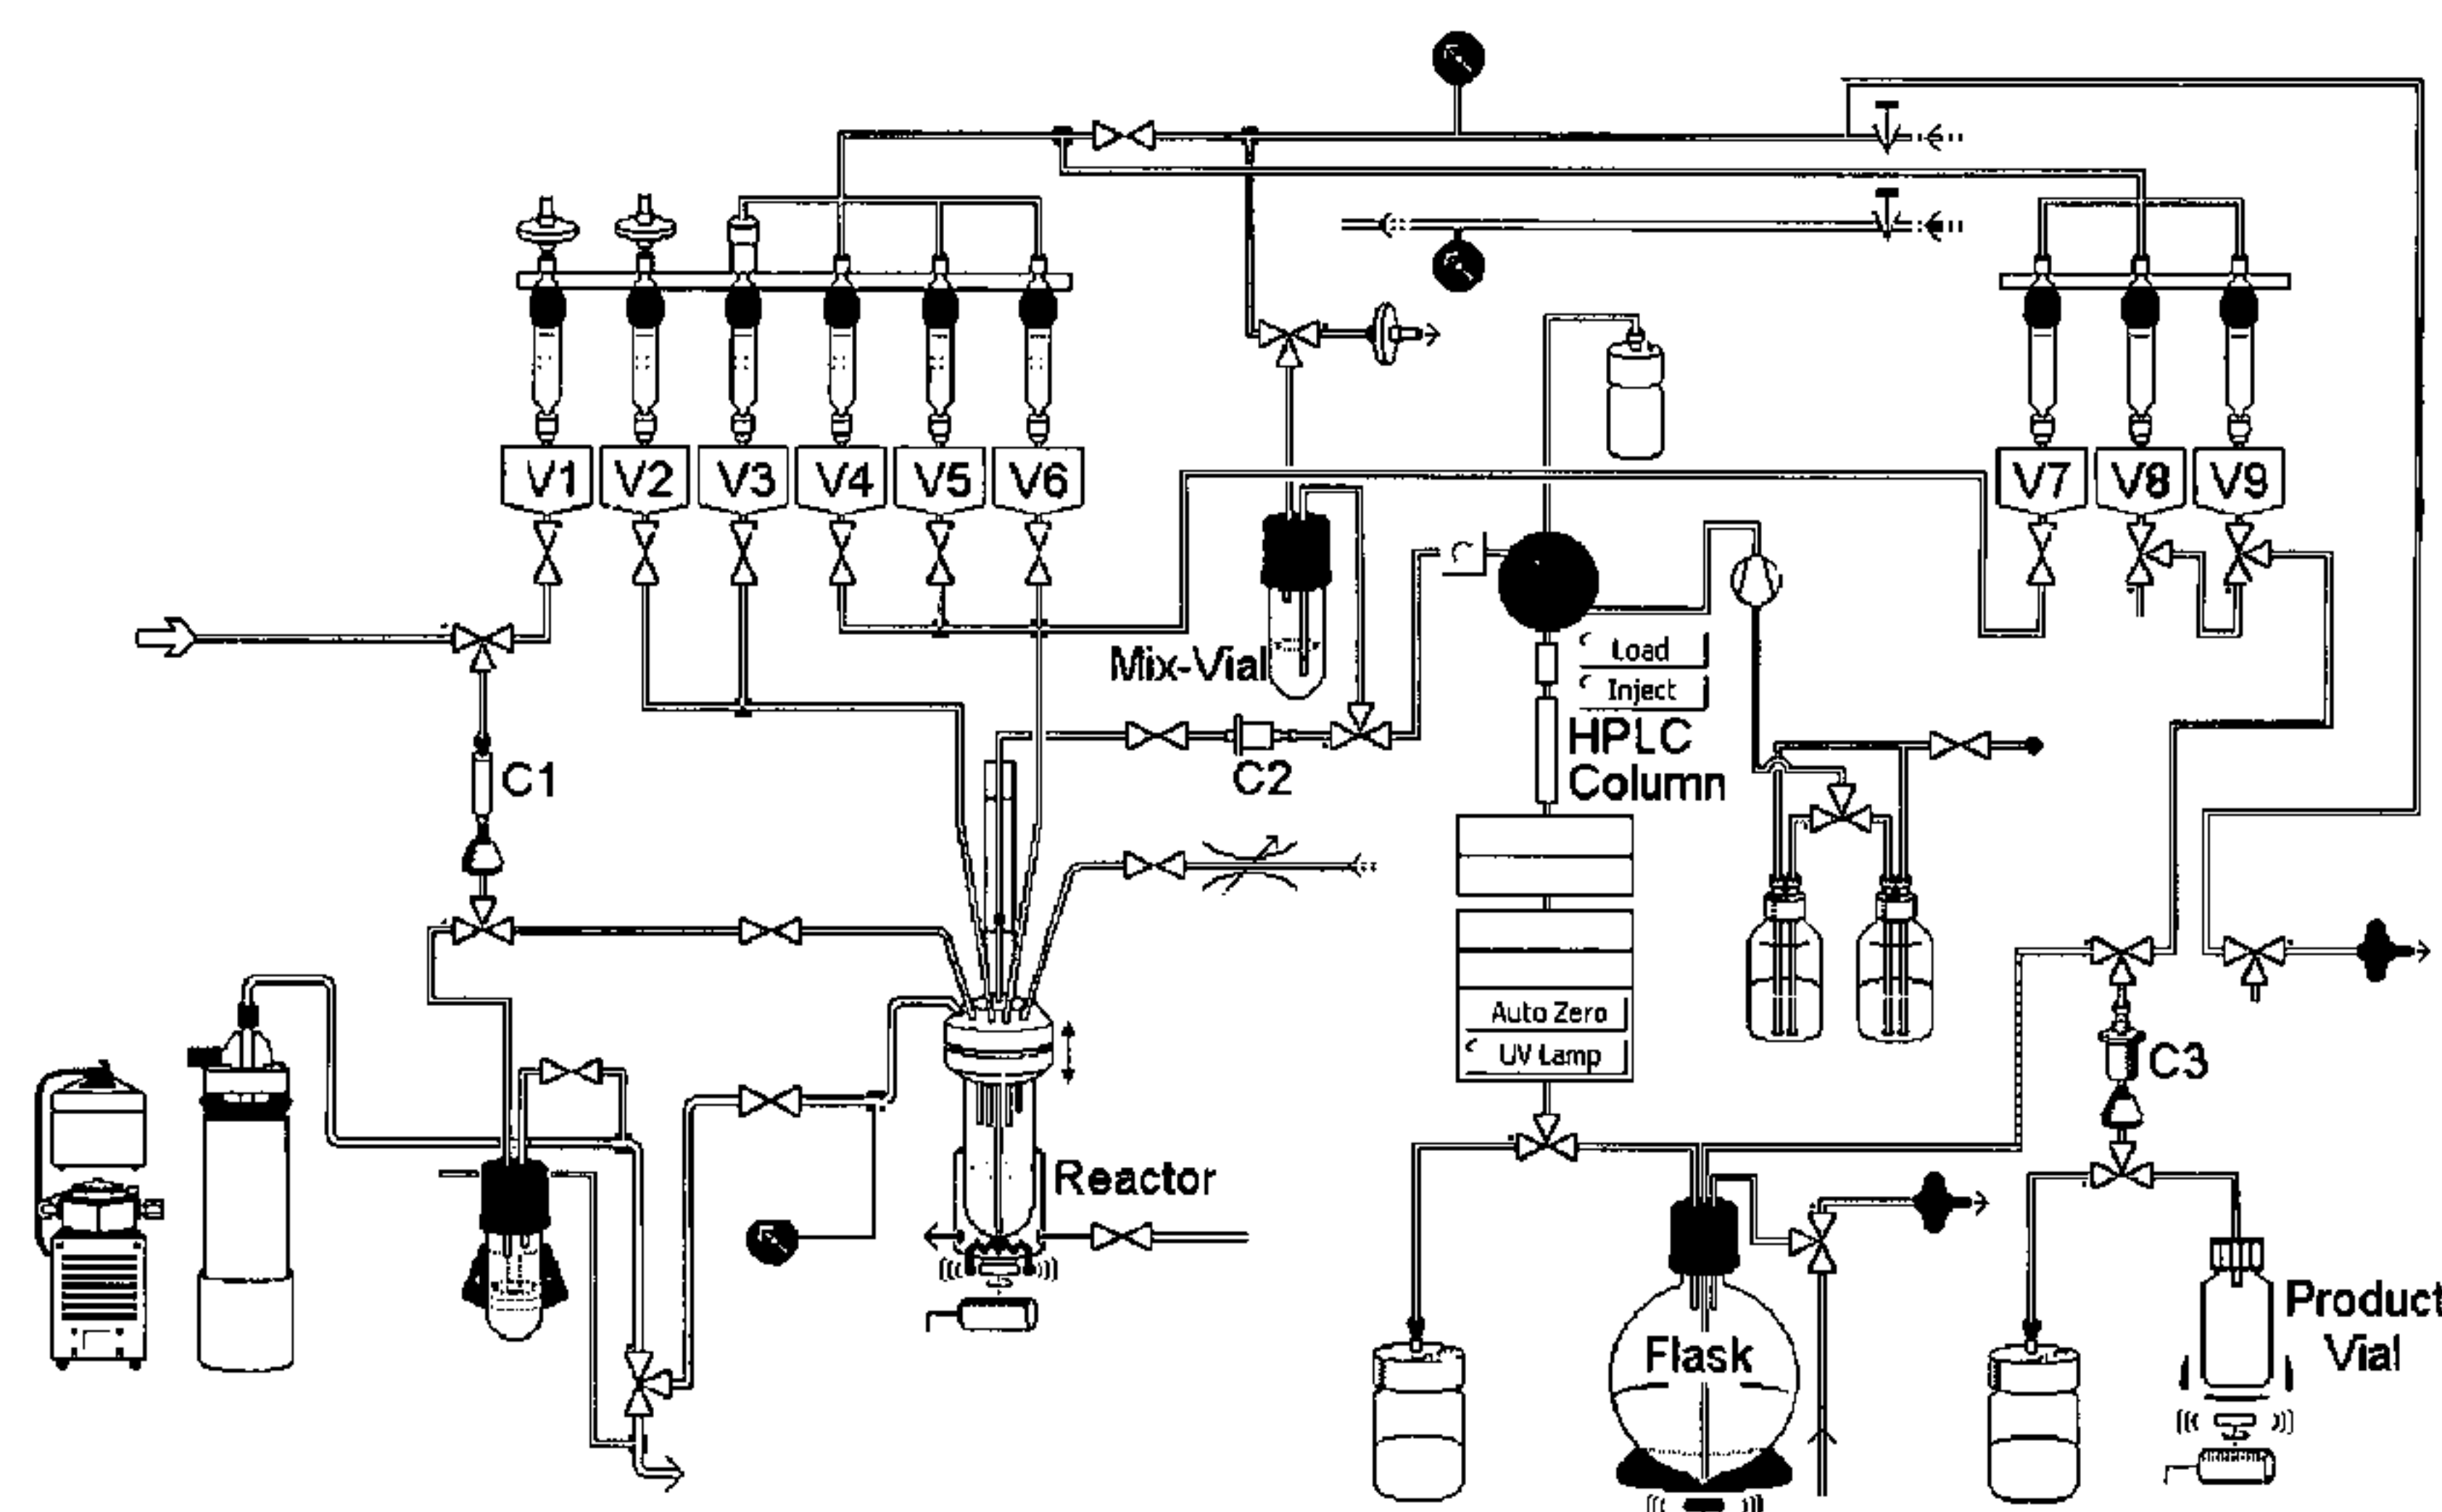 V1 V2 V3 V4 V5 V6
V7 V8 V9
Mix-Vial
Load
Inject
HPLC
Column
C1
C2
Auto Zero
UV Lamp
C3
Reactor
Flask
Product
Vial